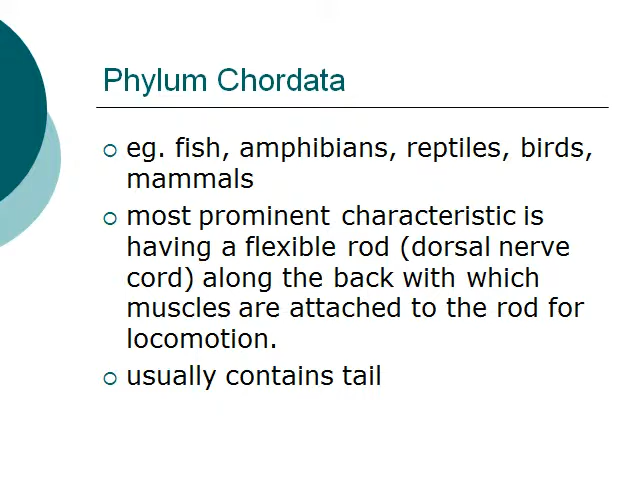 Phylum Chordata
eg. fish, amphibians, reptiles, birds,
mammals
most prominent characteristic is
having a flexible rod (dorsal nerve
cord) along the back with which
muscles are attached to the rod for
locomotion.
usually contains tail